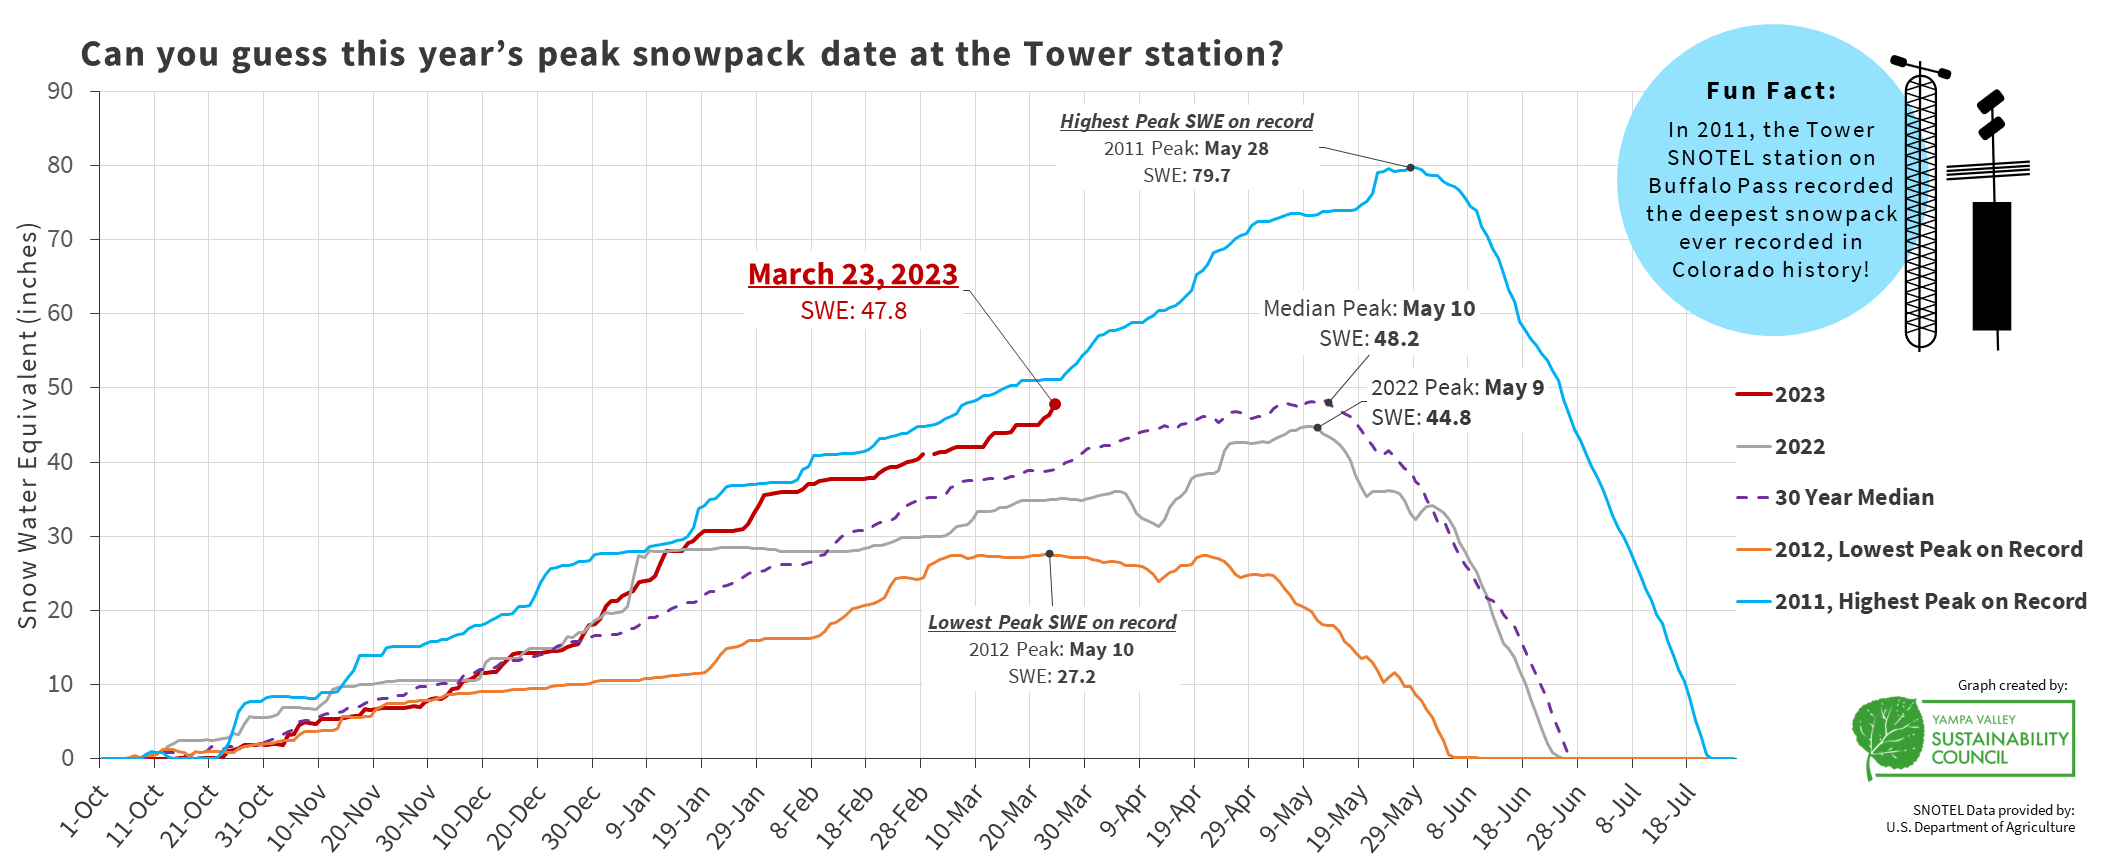 Can you guess this year's peak snowpack date at the Tower station?
Snow Water Equivalent (inches)
90
80
70
60
50
40
30
20
10
0
1-Oct
11-Oct
21-Oct
31-Oct
10-Nov
20-Nov
30-Nov
10-Dec
20-Dec
30-Dec
9-Jan
19-Jan
29-Jan
8-Feb
18-Feb
28-Feb
10-Mar
20-Mar
30-Mar
9-Apr
19-Apr
29-Apr
9-May
19-May
29-May
8-Jun
18-Jun
28-Jun
8-Jul
18-Jul
Highest Peak SWE on record
2011 Peak: May 28
SWE: 79.7
March 23, 2023
SWE: 47.8
Median Peak: May 10
SWE: 48.2
2022 Peak: May 9
SWE: 44.8
Lowest Peak SWE on record
2012 Peak: May 10
SWE: 27.2
Fun Fact:
In 2011, the Tower
SNOTEL station on
Buffalo Pass recorded
the deepest snowpack
ever recorded in
Colorado history!
2023
2022
30 Year Median
2012, Lowest Peak on Record
2011, Highest Peak on Record
Graph created by:
YAMPA VALLEY
SUSTAINABILITY
COUNCIL
SNOTEL Data provided by:
U.S. Department of Agriculture